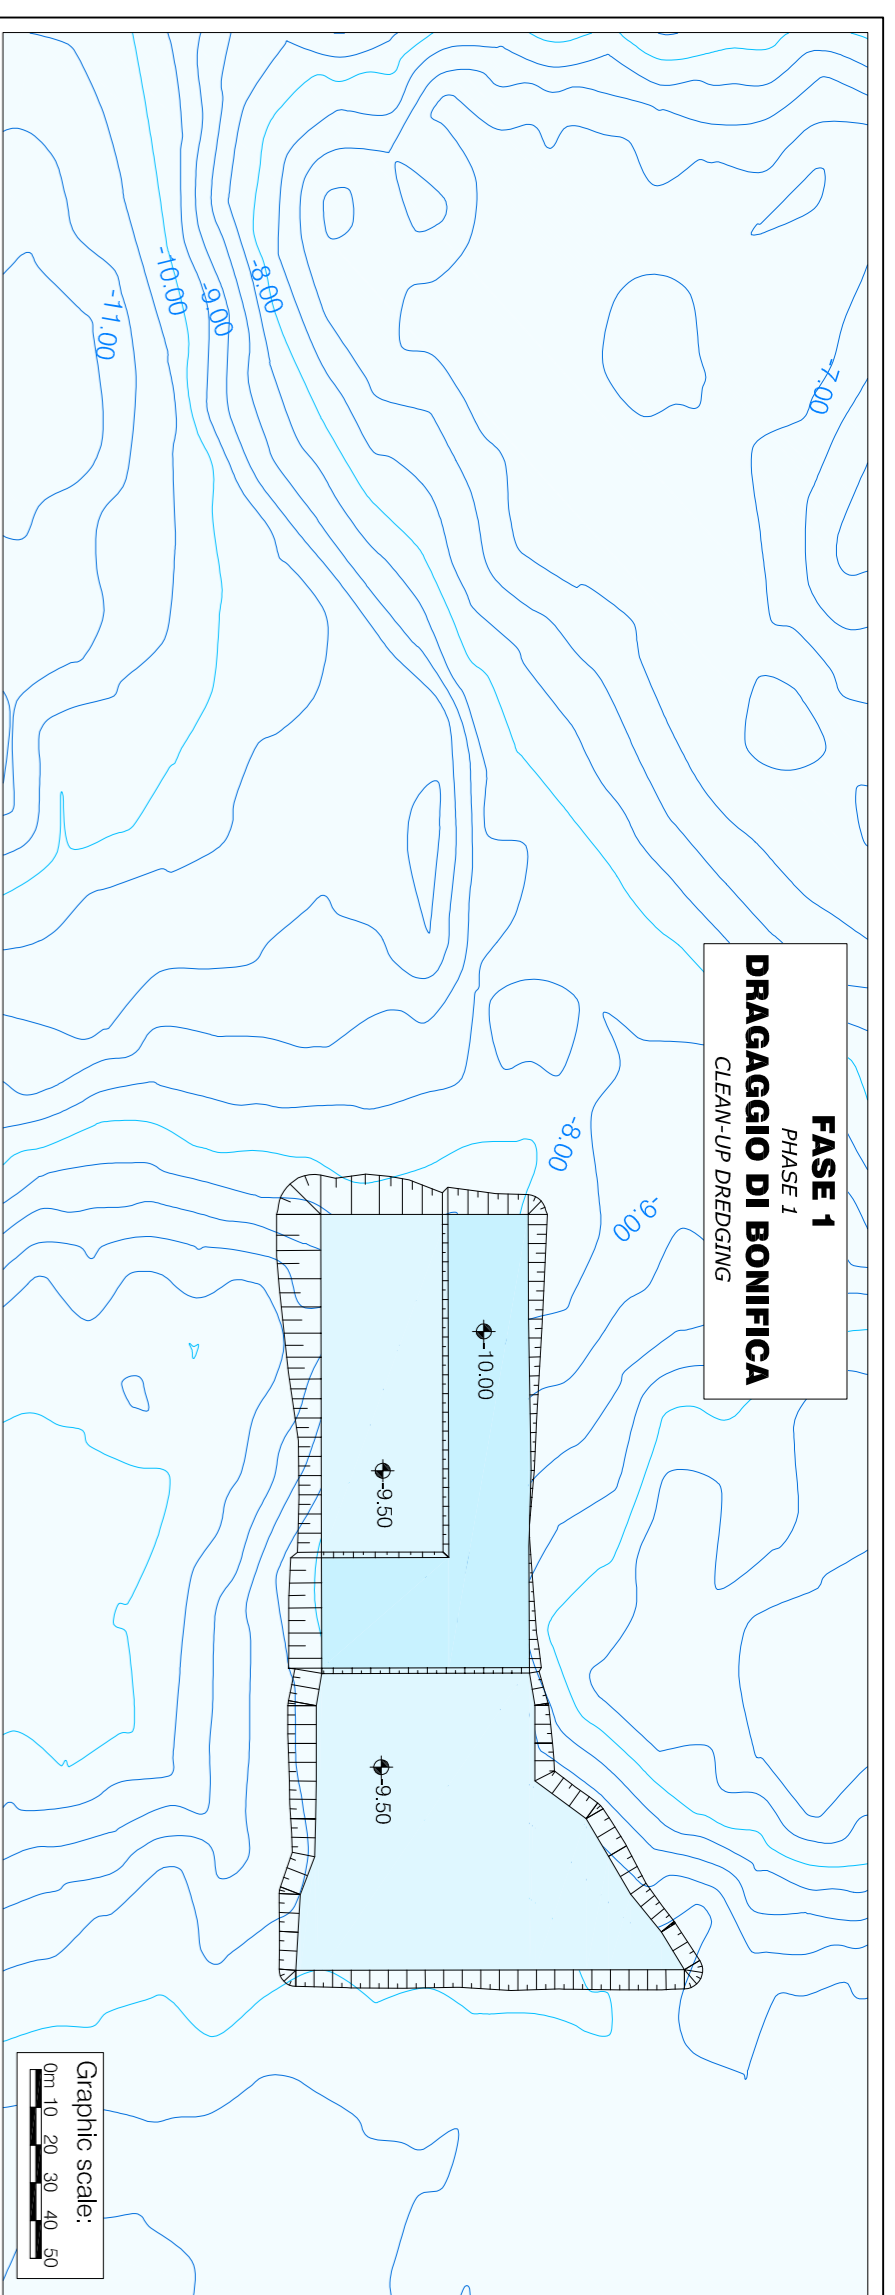 FASE 1
PHASE 1
DRAGAGGIO DI BONIFICA
CLEAN-UP DREDGING
-7.00
-8.00
-9.00
-10.00
-11.00
-9.00
-8.00
-10.00
-9.50
-9.50
Graphic scale:
0m 10 20 30 40 50